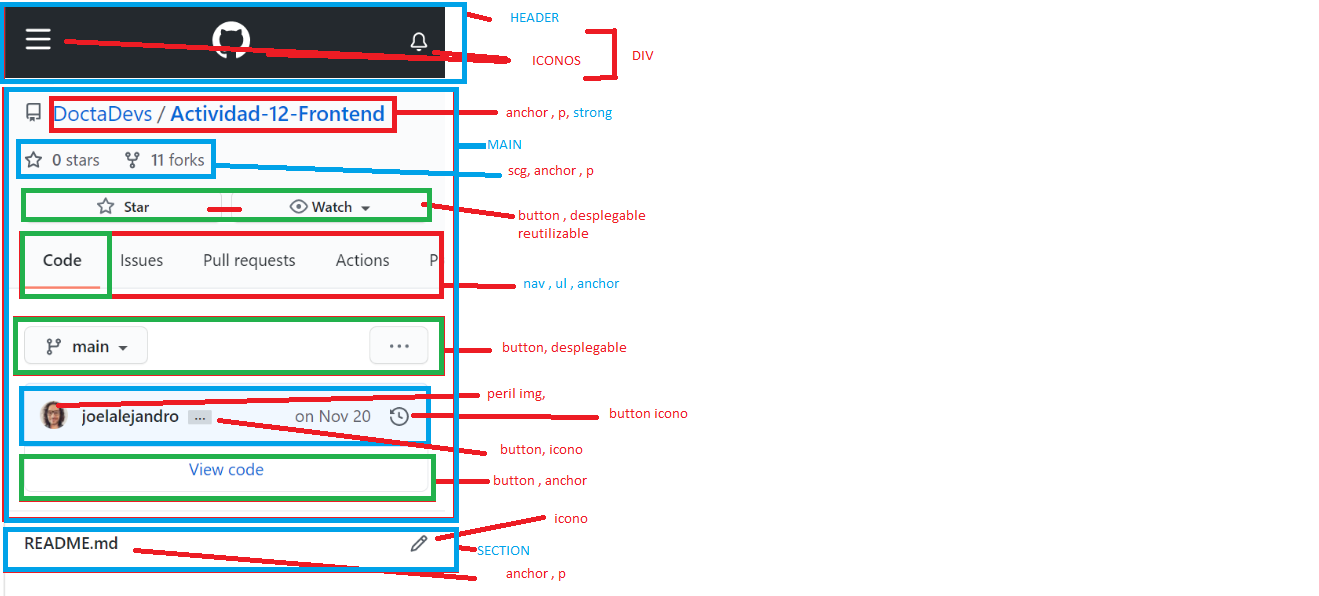 HEADER
ICONOS
DIV
DoctaDevs / Actividad-12-Frontend
anchor , p, strong
MAIN
0 stars 11 forks
scg, anchor , p
Star Watch
button , desplegable
reutilizable
Code Issues Pull requests Actions P
nav , ul , anchor
main ...
button, desplegable
peril img,
joelalejandro ... on Nov 20
button icono
button, icono
View code
button , anchor
icono
README.md
SECTION
anchor , p